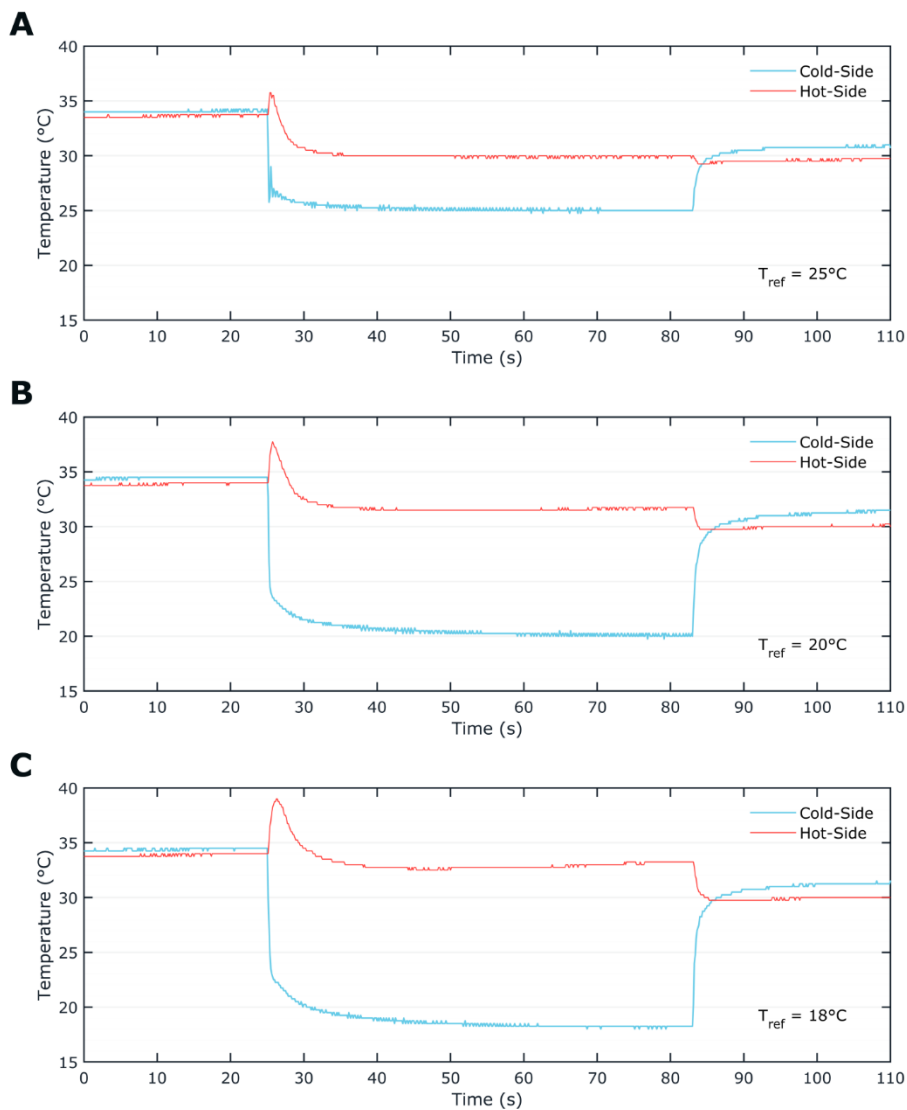 A
40
35
30
25
20
15
Temperature (°C)
Cold-Side
Hot-Side
T_ref = 25°C
0 10 20 30 40 50 60 70 80 90 100 110
Time (s)
B
40
35
30
25
20
15
Temperature (°C)
Cold-Side
Hot-Side
T_ref = 20°C
0 10 20 30 40 50 60 70 80 90 100 110
Time (s)
C
40
35
30
25
20
15
Temperature (°C)
Cold-Side
Hot-Side
T_ref = 18°C
0 10 20 30 40 50 60 70 80 90 100 110
Time (s)